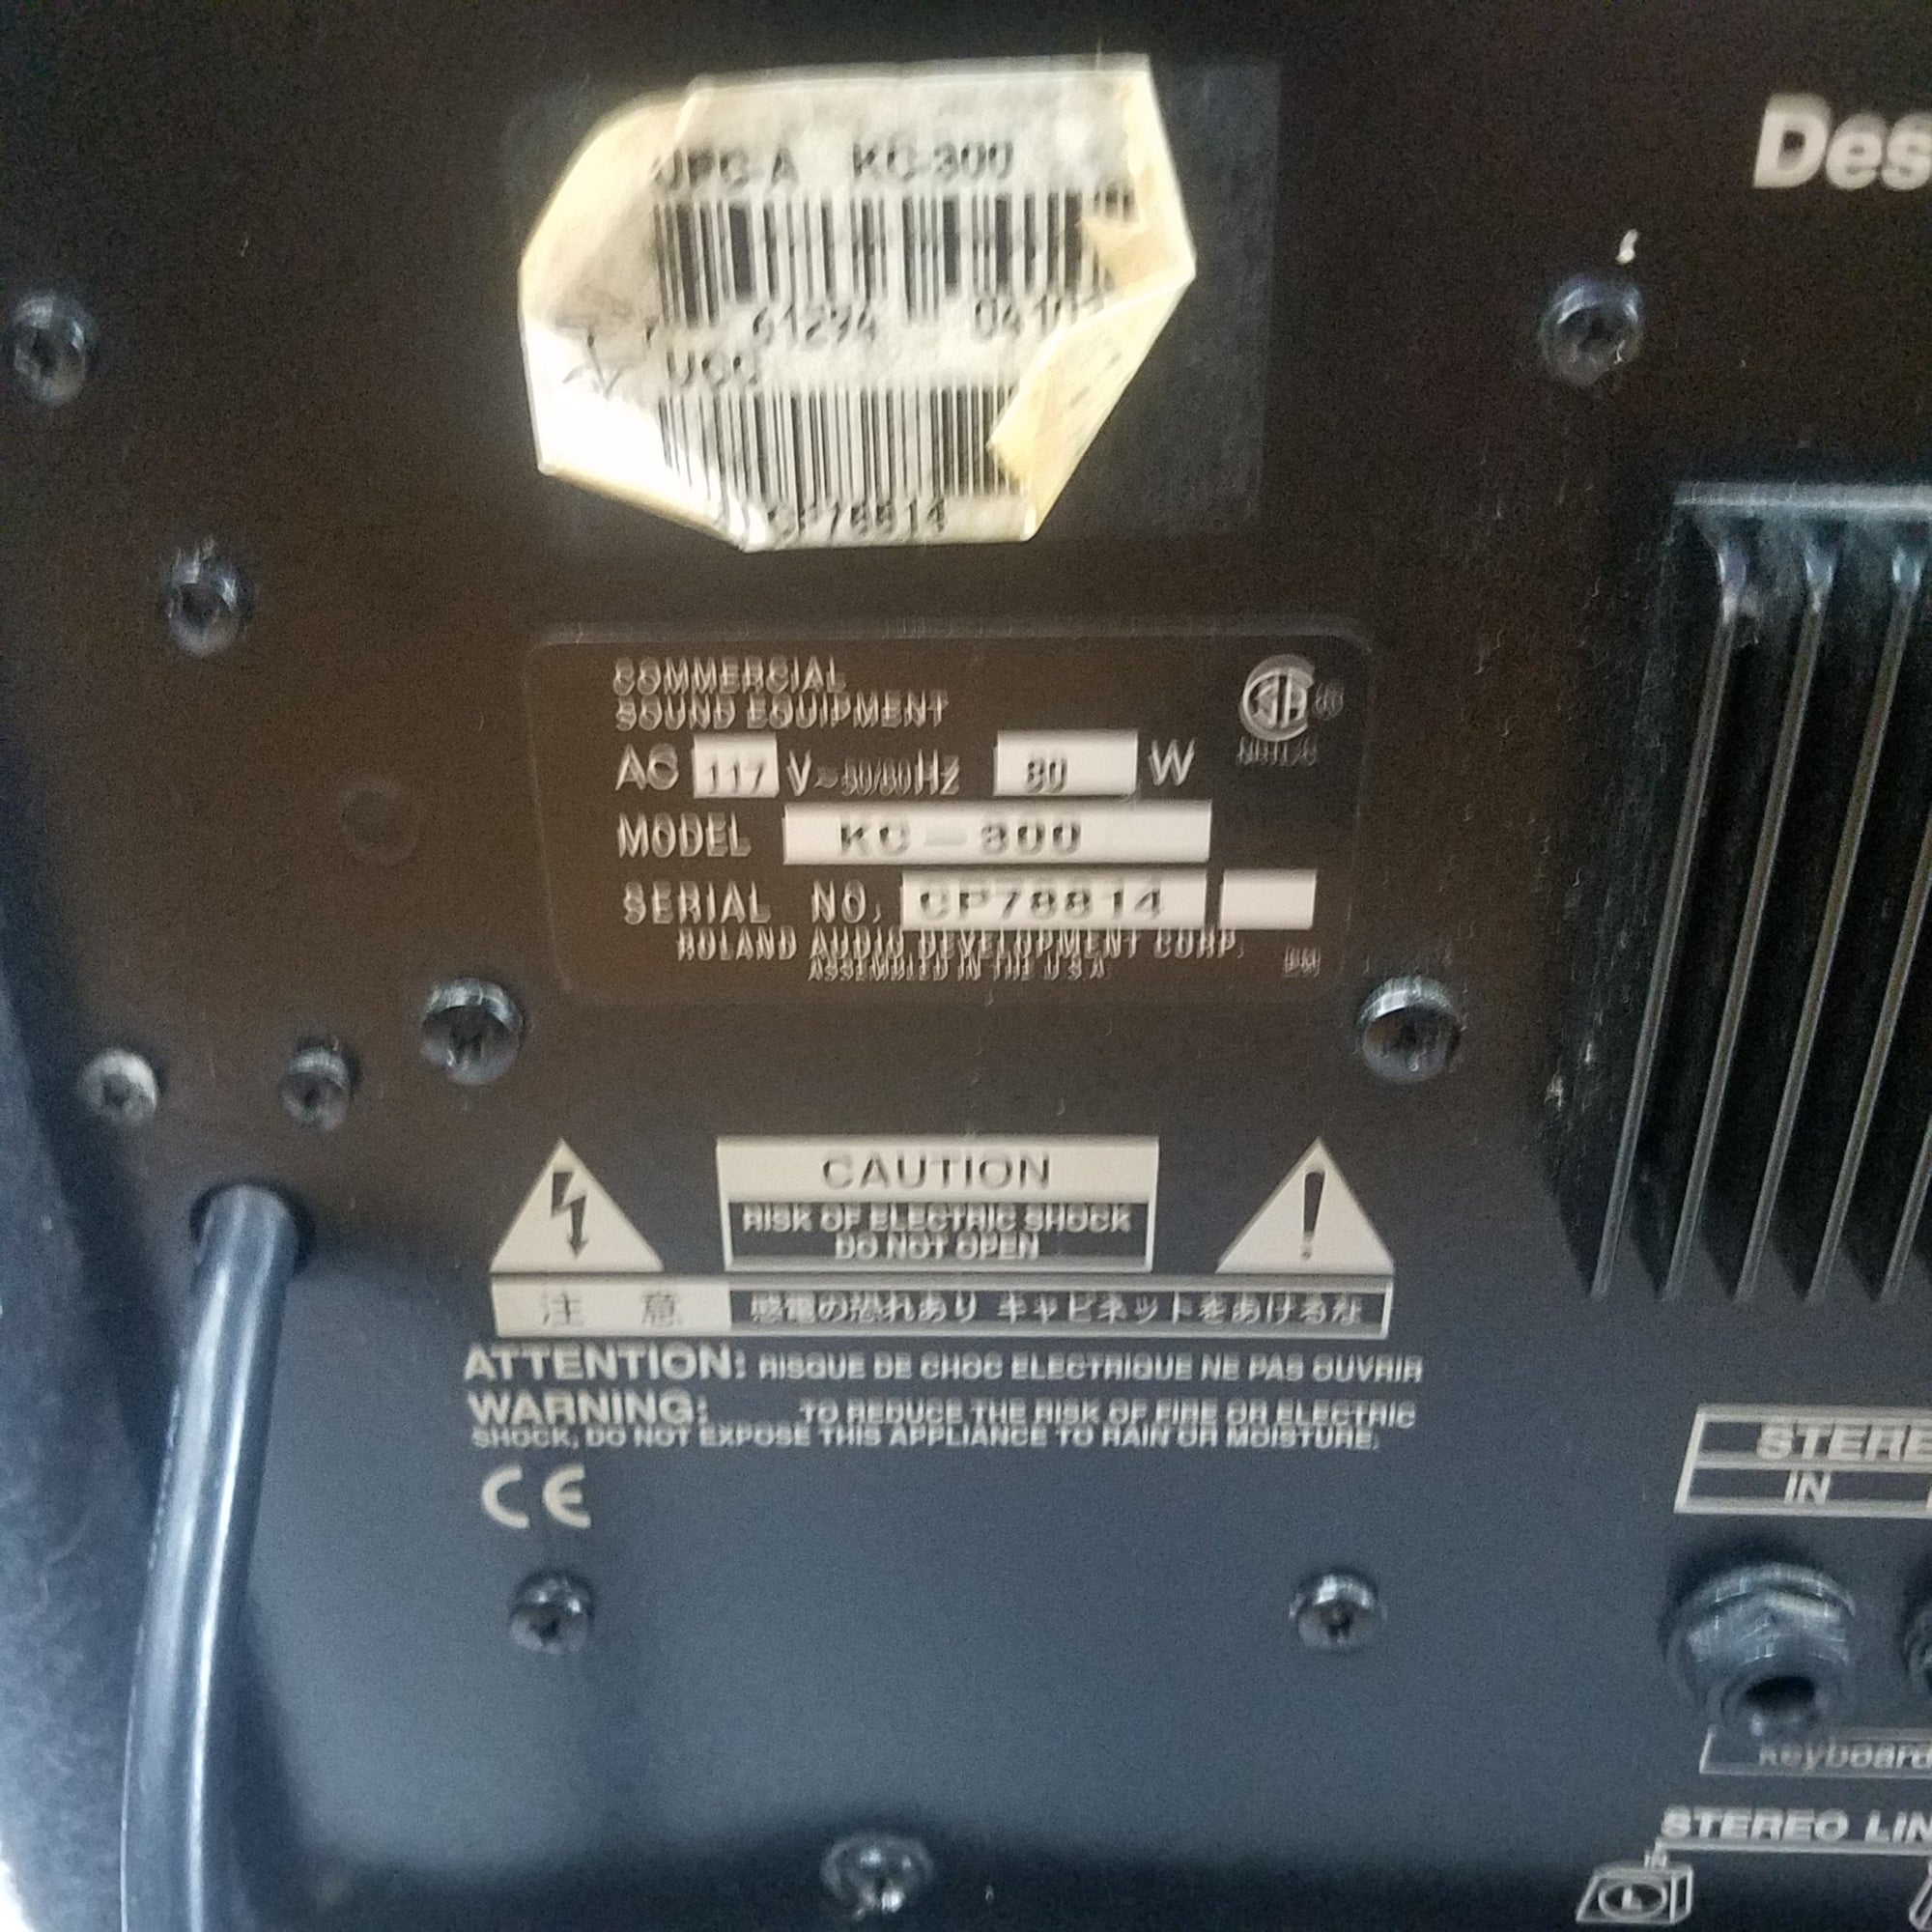 Des
UPC-A KC-300
61294
UCC
CP78814
COMMERCIAL
SOUND EQUIPMENT
AC 117 V~50/60Hz 80 W
MODEL KC-300
SERIAL NO. CP78814
ROLAND AUDIO DEVELOPMENT CORP.
ASSEMBLED IN THE U S A
CAUTION
RISK OF ELECTRIC SHOCK
DO NOT OPEN
注意 感電の恐れあり キャビネットをあけるな
ATTENTION: RISQUE DE CHOC ELECTRIQUE NE PAS OUVRIR
WARNING: TO REDUCE THE RISK OF FIRE OR ELECTRIC
SHOCK, DO NOT EXPOSE THIS APPLIANCE TO RAIN OR MOISTURE.
CE
STERE
IN
keyboard
STEREO LIN
L